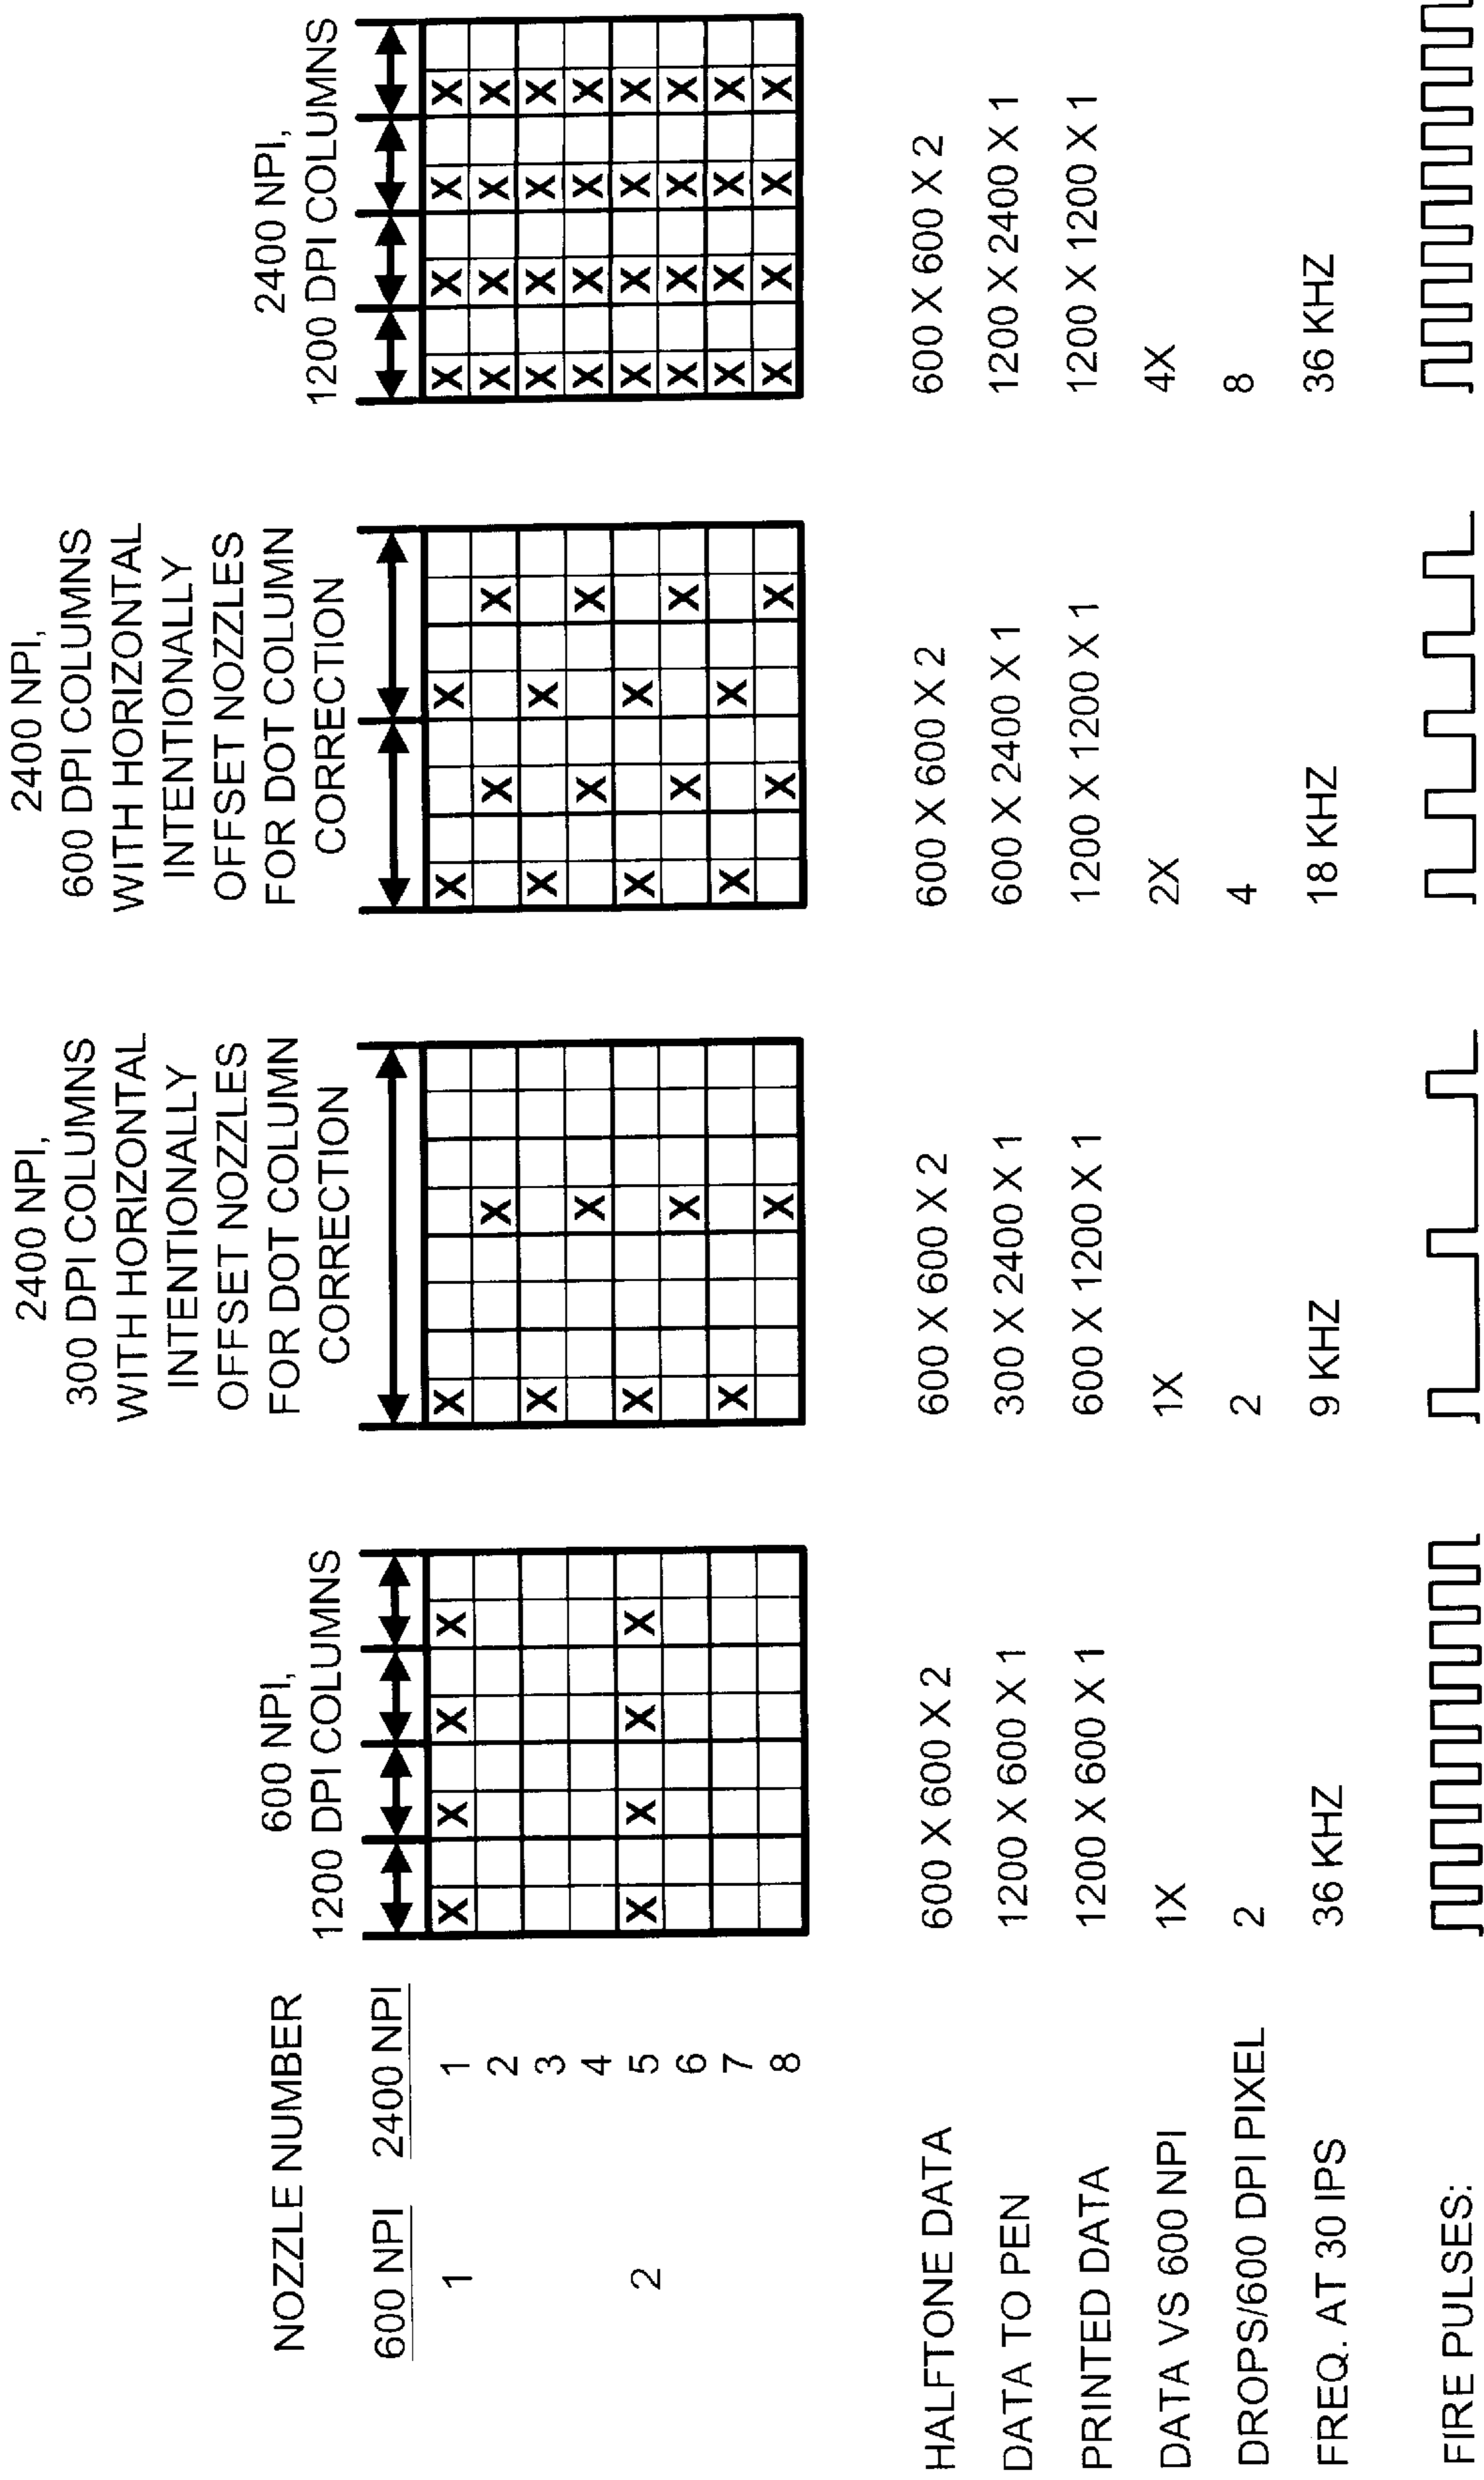 600 NPI,
1200 DPI COLUMNS
2400 NPI,
300 DPI COLUMNS
WITH HORIZONTAL
INTENTIONALLY
OFFSET NOZZLES
FOR DOT COLUMN
CORRECTION
2400 NPI,
600 DPI COLUMNS
WITH HORIZONTAL
INTENTIONALLY
OFFSET NOZZLES
FOR DOT COLUMN
CORRECTION
2400 NPI,
1200 DPI COLUMNS
NOZZLE NUMBER
600 NPI 2400 NPI
1 1 X X X X X X X X X X X
2 X X X X X X X
3 X X X X X X X
4 X X X X X X X
2 5 X X X X X X X X X X X
6 X X X X X X X
7 X X X X X X X
8 X X X X X X X
HALFTONE DATA 600 X 600 X 2 600 X 600 X 2 600 X 600 X 2 600 X 600 X 2
DATA TO PEN 1200 X 600 X 1 300 X 2400 X 1 600 X 2400 X 1 1200 X 2400 X 1
PRINTED DATA 1200 X 600 X 1 600 X 1200 X 1 1200 X 1200 X 1 1200 X 1200 X 1
DATA VS 600 NPI 1X 1X 2X 4X
DROPS/600 DPI PIXEL 2 2 4 8
FREQ. AT 30 IPS 36 KHZ 9 KHZ 18 KHZ 36 KHZ
FIRE PULSES: